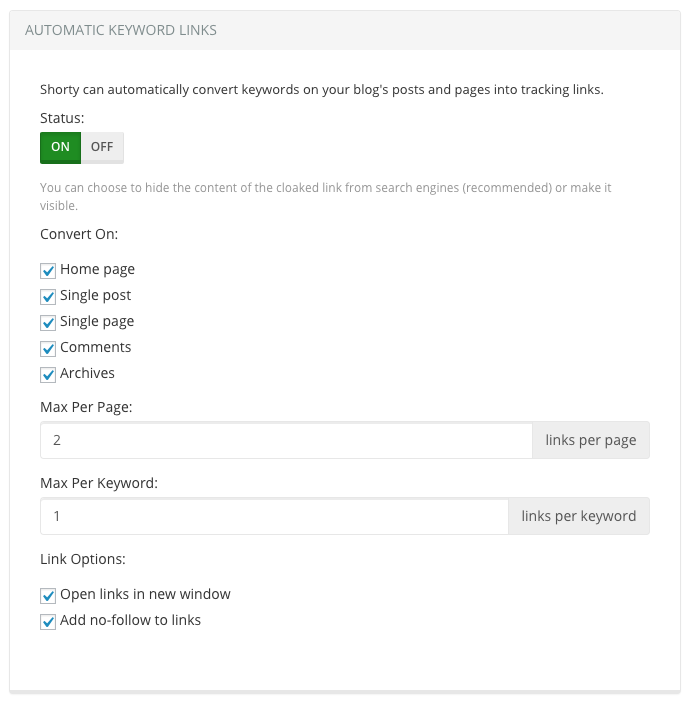 AUTOMATIC KEYWORD LINKS
Shorty can automatically convert keywords on your blog's posts and pages into tracking links.
Status:
ON OFF
You can choose to hide the content of the cloaked link from search engines (recommended) or make it
visible.
Convert On:
Home page
Single post
Single page
Comments
Archives
Max Per Page:
2 links per page
Max Per Keyword:
1 links per keyword
Link Options:
Open links in new window
Add no-follow to links